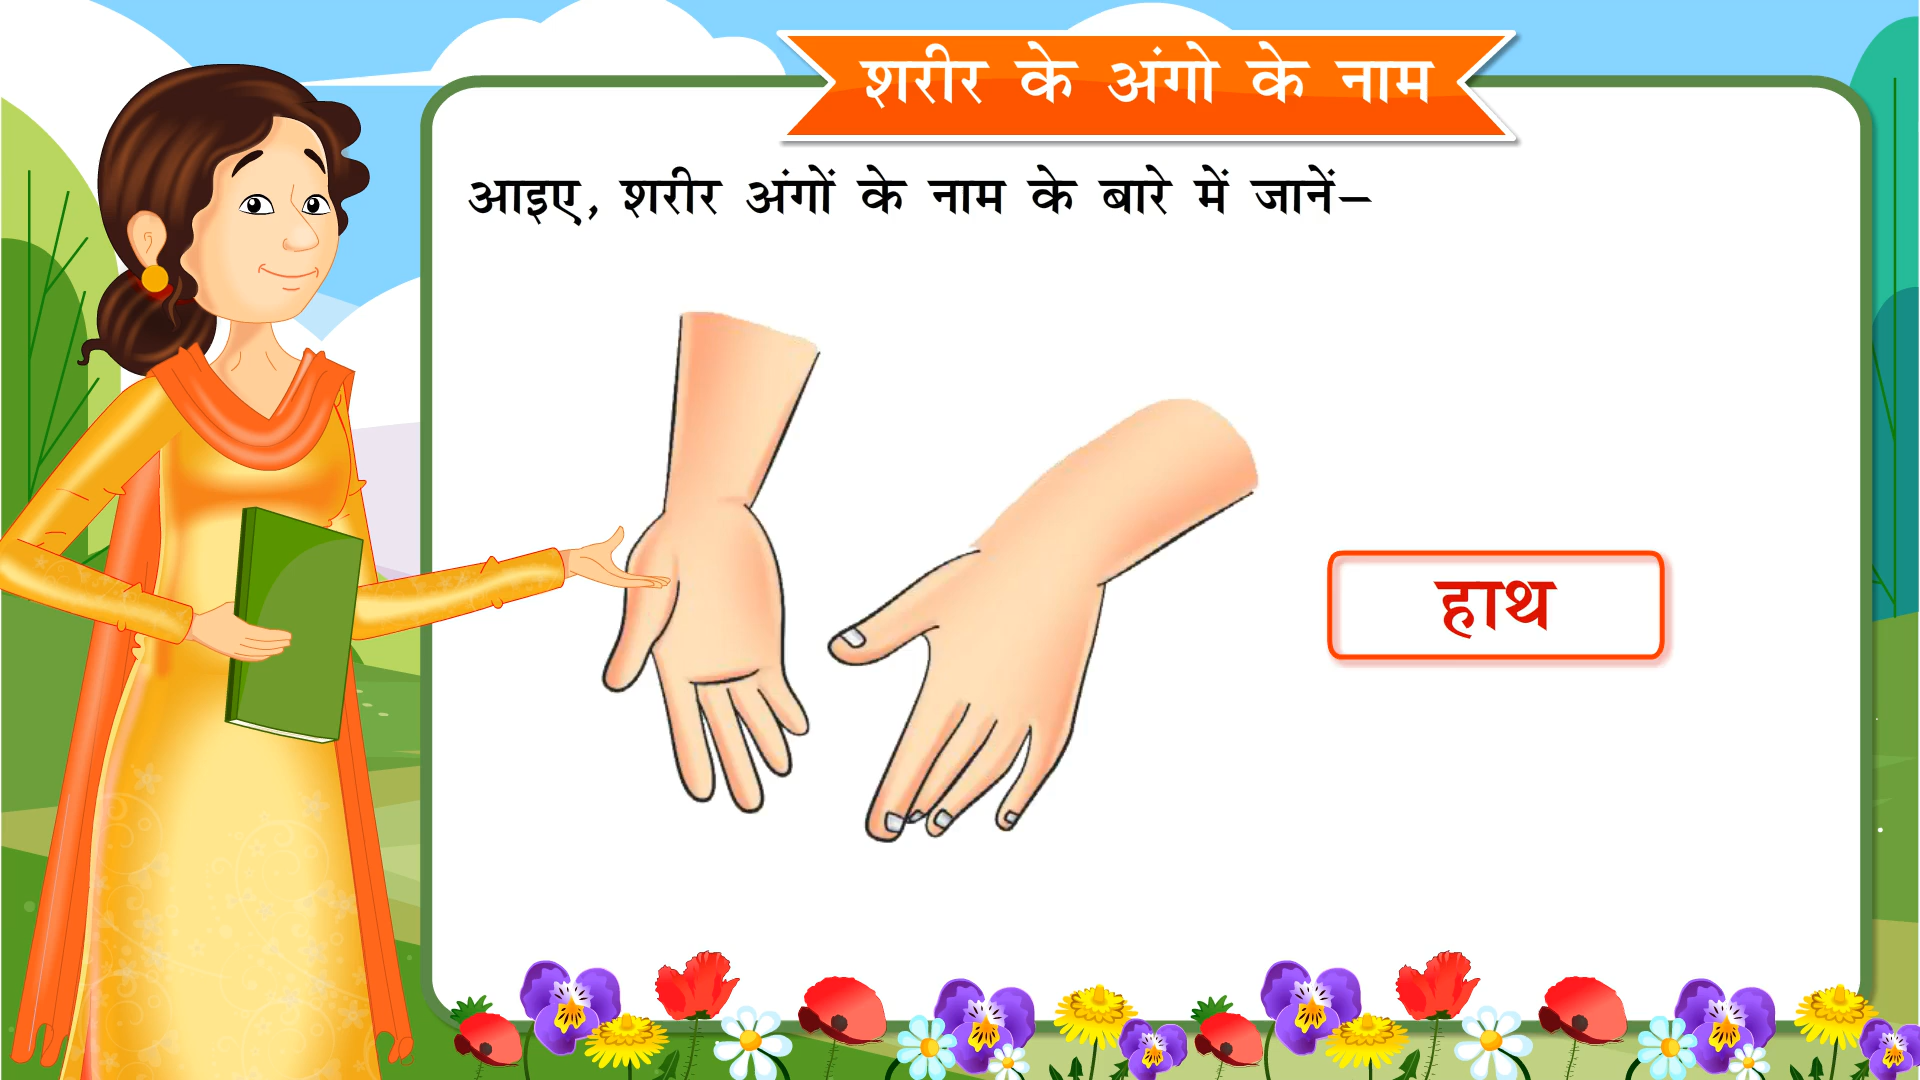 शरीर के अंगो के नाम
आइए, शरीर अंगों के नाम के बारे में जानें–
हाथ